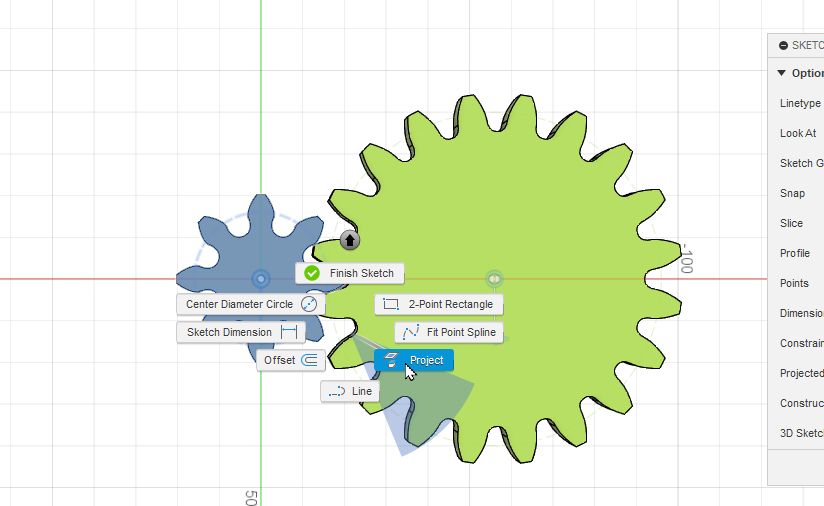 SKETC
Option
Linetype
Look At
Sketch G
Snap
Slice
Profile
Points
Dimensio
Constrain
Projected
Construc
3D Sketc
-100
Finish Sketch
Center Diameter Circle
2-Point Rectangle
Sketch Dimension
Fit Point Spline
Offset
Project
Line
50